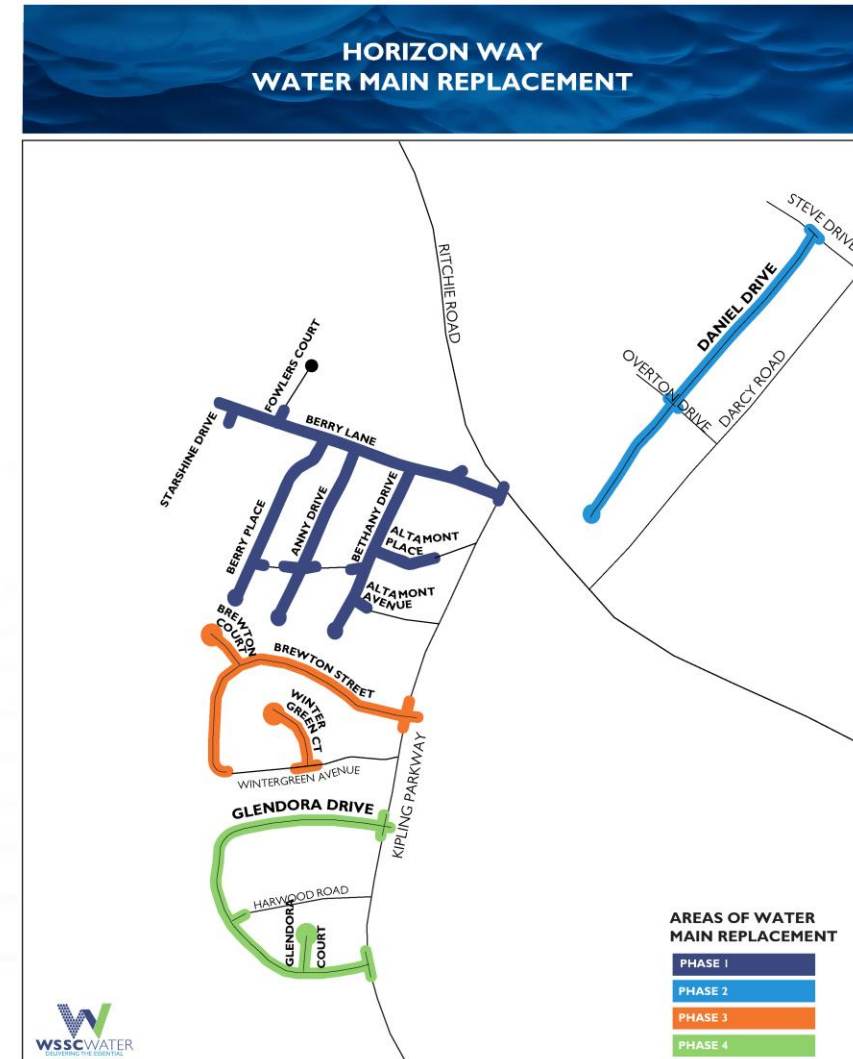 HORIZON WAY
WATER MAIN REPLACEMENT
STEVE DRIVE
RITCHIE ROAD
DANIEL DRIVE
OVERTON DRIVE
DARCY ROAD
FOWLERS COURT
STARSHINE DRIVE
BERRY LANE
BERRY PLACE
ANNY DRIVE
BETHANY DRIVE
ALTAMONT
PLACE
ALTAMONT
AVENUE
BREWTON
COURT
BREWTON STREET
WINTER
GREEN CT
WINTERGREEN AVENUE
KIPLING PARKWAY
GLENDORA DRIVE
HARWOOD ROAD
GLENDORA
COURT
AREAS OF WATER
MAIN REPLACEMENT
PHASE 1
PHASE 2
PHASE 3
PHASE 4
WSSCWATER
DELIVERING THE ESSENTIAL